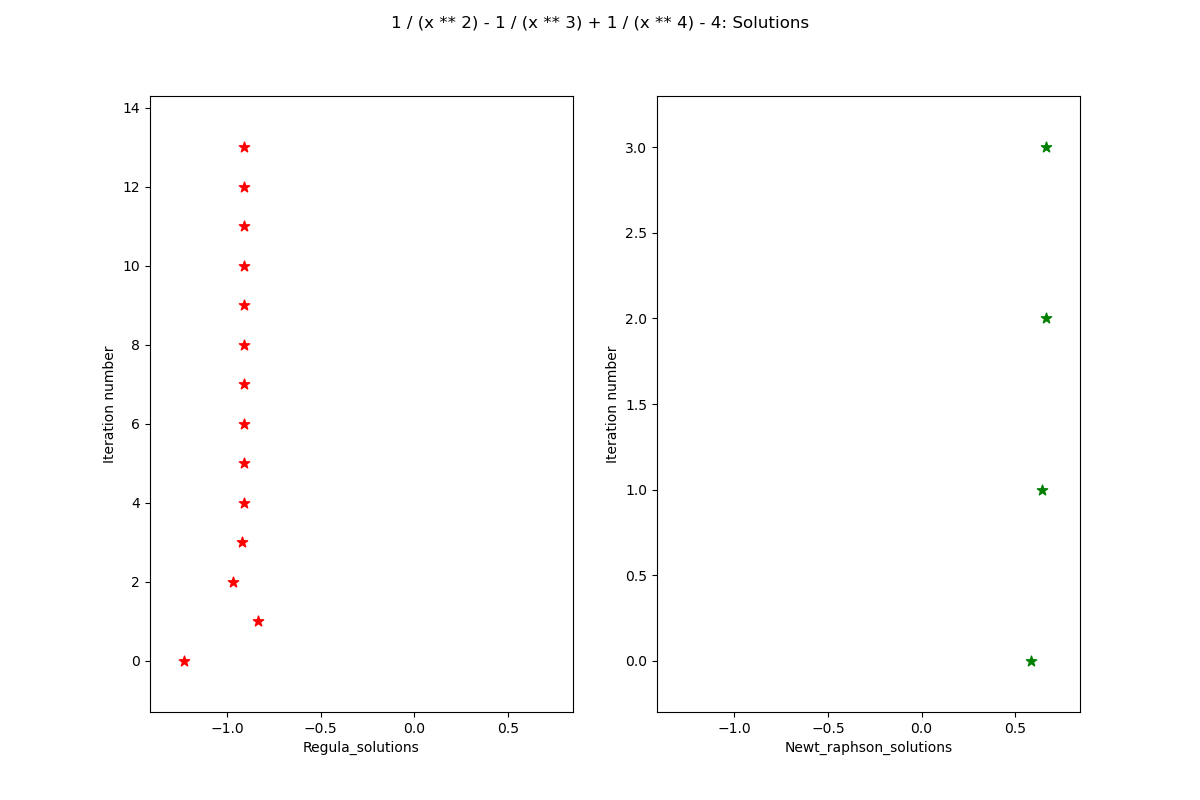 1 / (x ** 2) - 1 / (x ** 3) + 1 / (x ** 4) - 4: Solutions
14
12
10
8
6
4
2
0
Iteration number
−1.0 −0.5 0.0 0.5
Regula_solutions
3.0
2.5
2.0
1.5
1.0
0.5
0.0
Iteration number
−1.0 −0.5 0.0 0.5
Newt_raphson_solutions